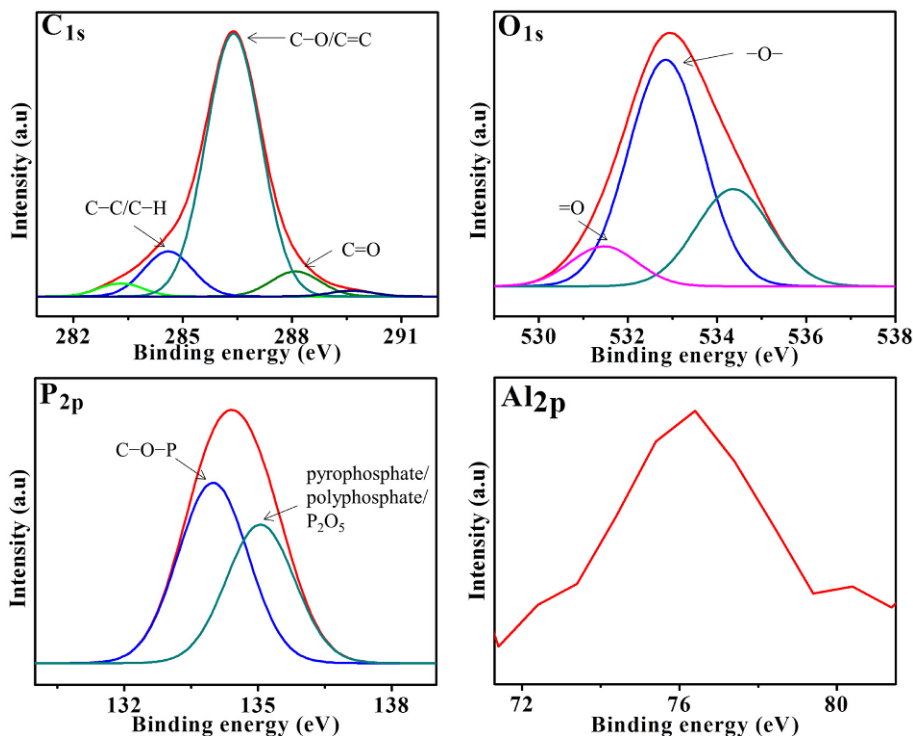 C1s
C−O/C=C
C−C/C−H
C=O
Intensity (a.u)
282 285 288 291
Binding energy (eV)
O1s
−O−
=O
Intensity (a.u)
530 532 534 536 538
Binding energy (eV)
P2p
C−O−P
pyrophosphate/
polyphosphate/
P2O5
Intensity (a.u)
132 135 138
Binding energy (eV)
Al2p
Intensity (a.u)
72 76 80
Binding energy (eV)